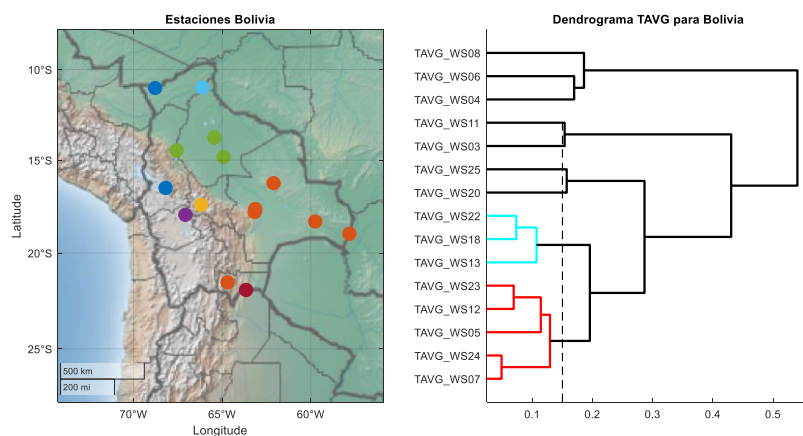 Estaciones Bolivia
10°S
15°S
20°S
25°S
Latitude
500 km
200 mi
70°W
65°W
60°W
Longitude
Dendrograma TAVG para Bolivia
TAVG_WS08
TAVG_WS06
TAVG_WS04
TAVG_WS11
TAVG_WS03
TAVG_WS25
TAVG_WS20
TAVG_WS22
TAVG_WS18
TAVG_WS13
TAVG_WS23
TAVG_WS12
TAVG_WS05
TAVG_WS24
TAVG_WS07
0.1
0.2
0.3
0.4
0.5